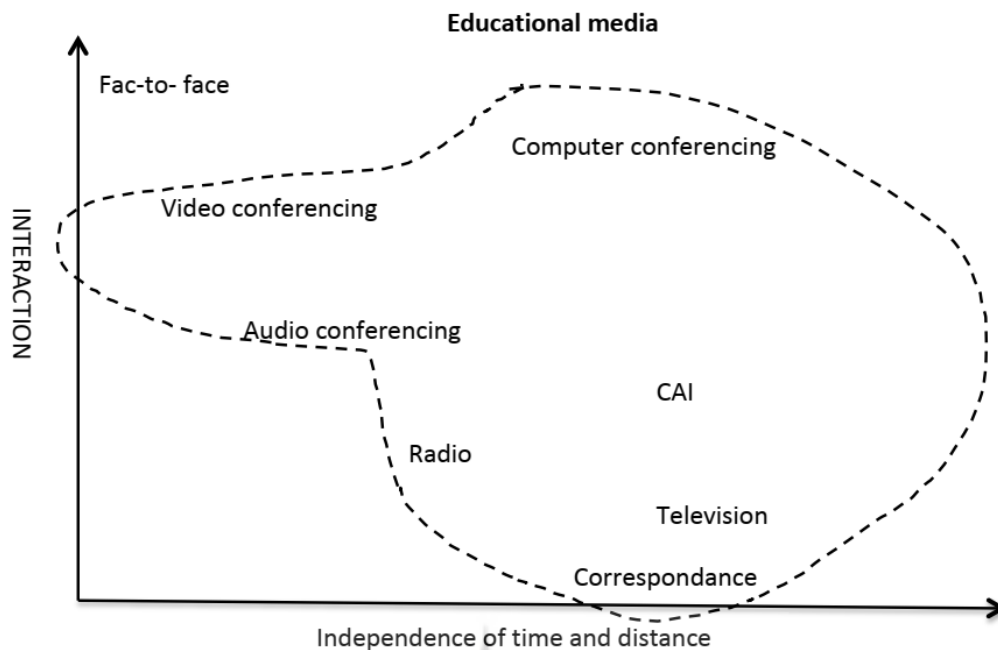 Educational media
Fac-to- face
Computer conferencing
Video conferencing
INTERACTION
Audio conferencing
CAI
Radio
Television
Correspondance
Independence of time and distance